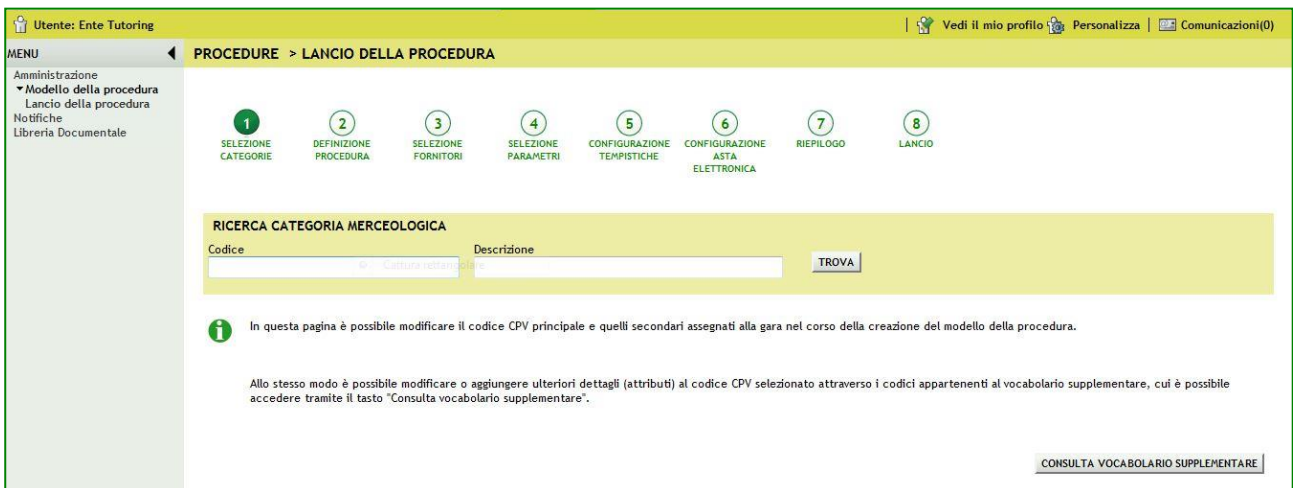 Utente: Ente Tutoring
Vedi il mio profilo
Personalizza
Comunicazioni(0)
MENU
PROCEDURE > LANCIO DELLA PROCEDURA
Amministrazione
Modello della procedura
Lancio della procedura
Notifiche
Libreria Documentale
1
SELEZIONE
CATEGORIE
2
DEFINIZIONE
PROCEDURA
3
SELEZIONE
FORNITORI
4
SELEZIONE
PARAMETRI
5
CONFIGURAZIONE
TEMPISTICHE
6
CONFIGURAZIONE
ASTA
ELETTRONICA
7
RIEPILOGO
8
LANCIO
RICERCA CATEGORIA MERCEOLOGICA
Codice
Descrizione
Cattura rettangolare
TROVA
In questa pagina è possibile modificare il codice CPV principale e quelli secondari assegnati alla gara nel corso della creazione del modello della procedura.
Allo stesso modo è possibile modificare o aggiungere ulteriori dettagli (attributi) al codice CPV selezionato attraverso i codici appartenenti al vocabolario supplementare, cui è possibile
accedere tramite il tasto "Consulta vocabolario supplementare".
CONSULTA VOCABOLARIO SUPPLEMENTARE